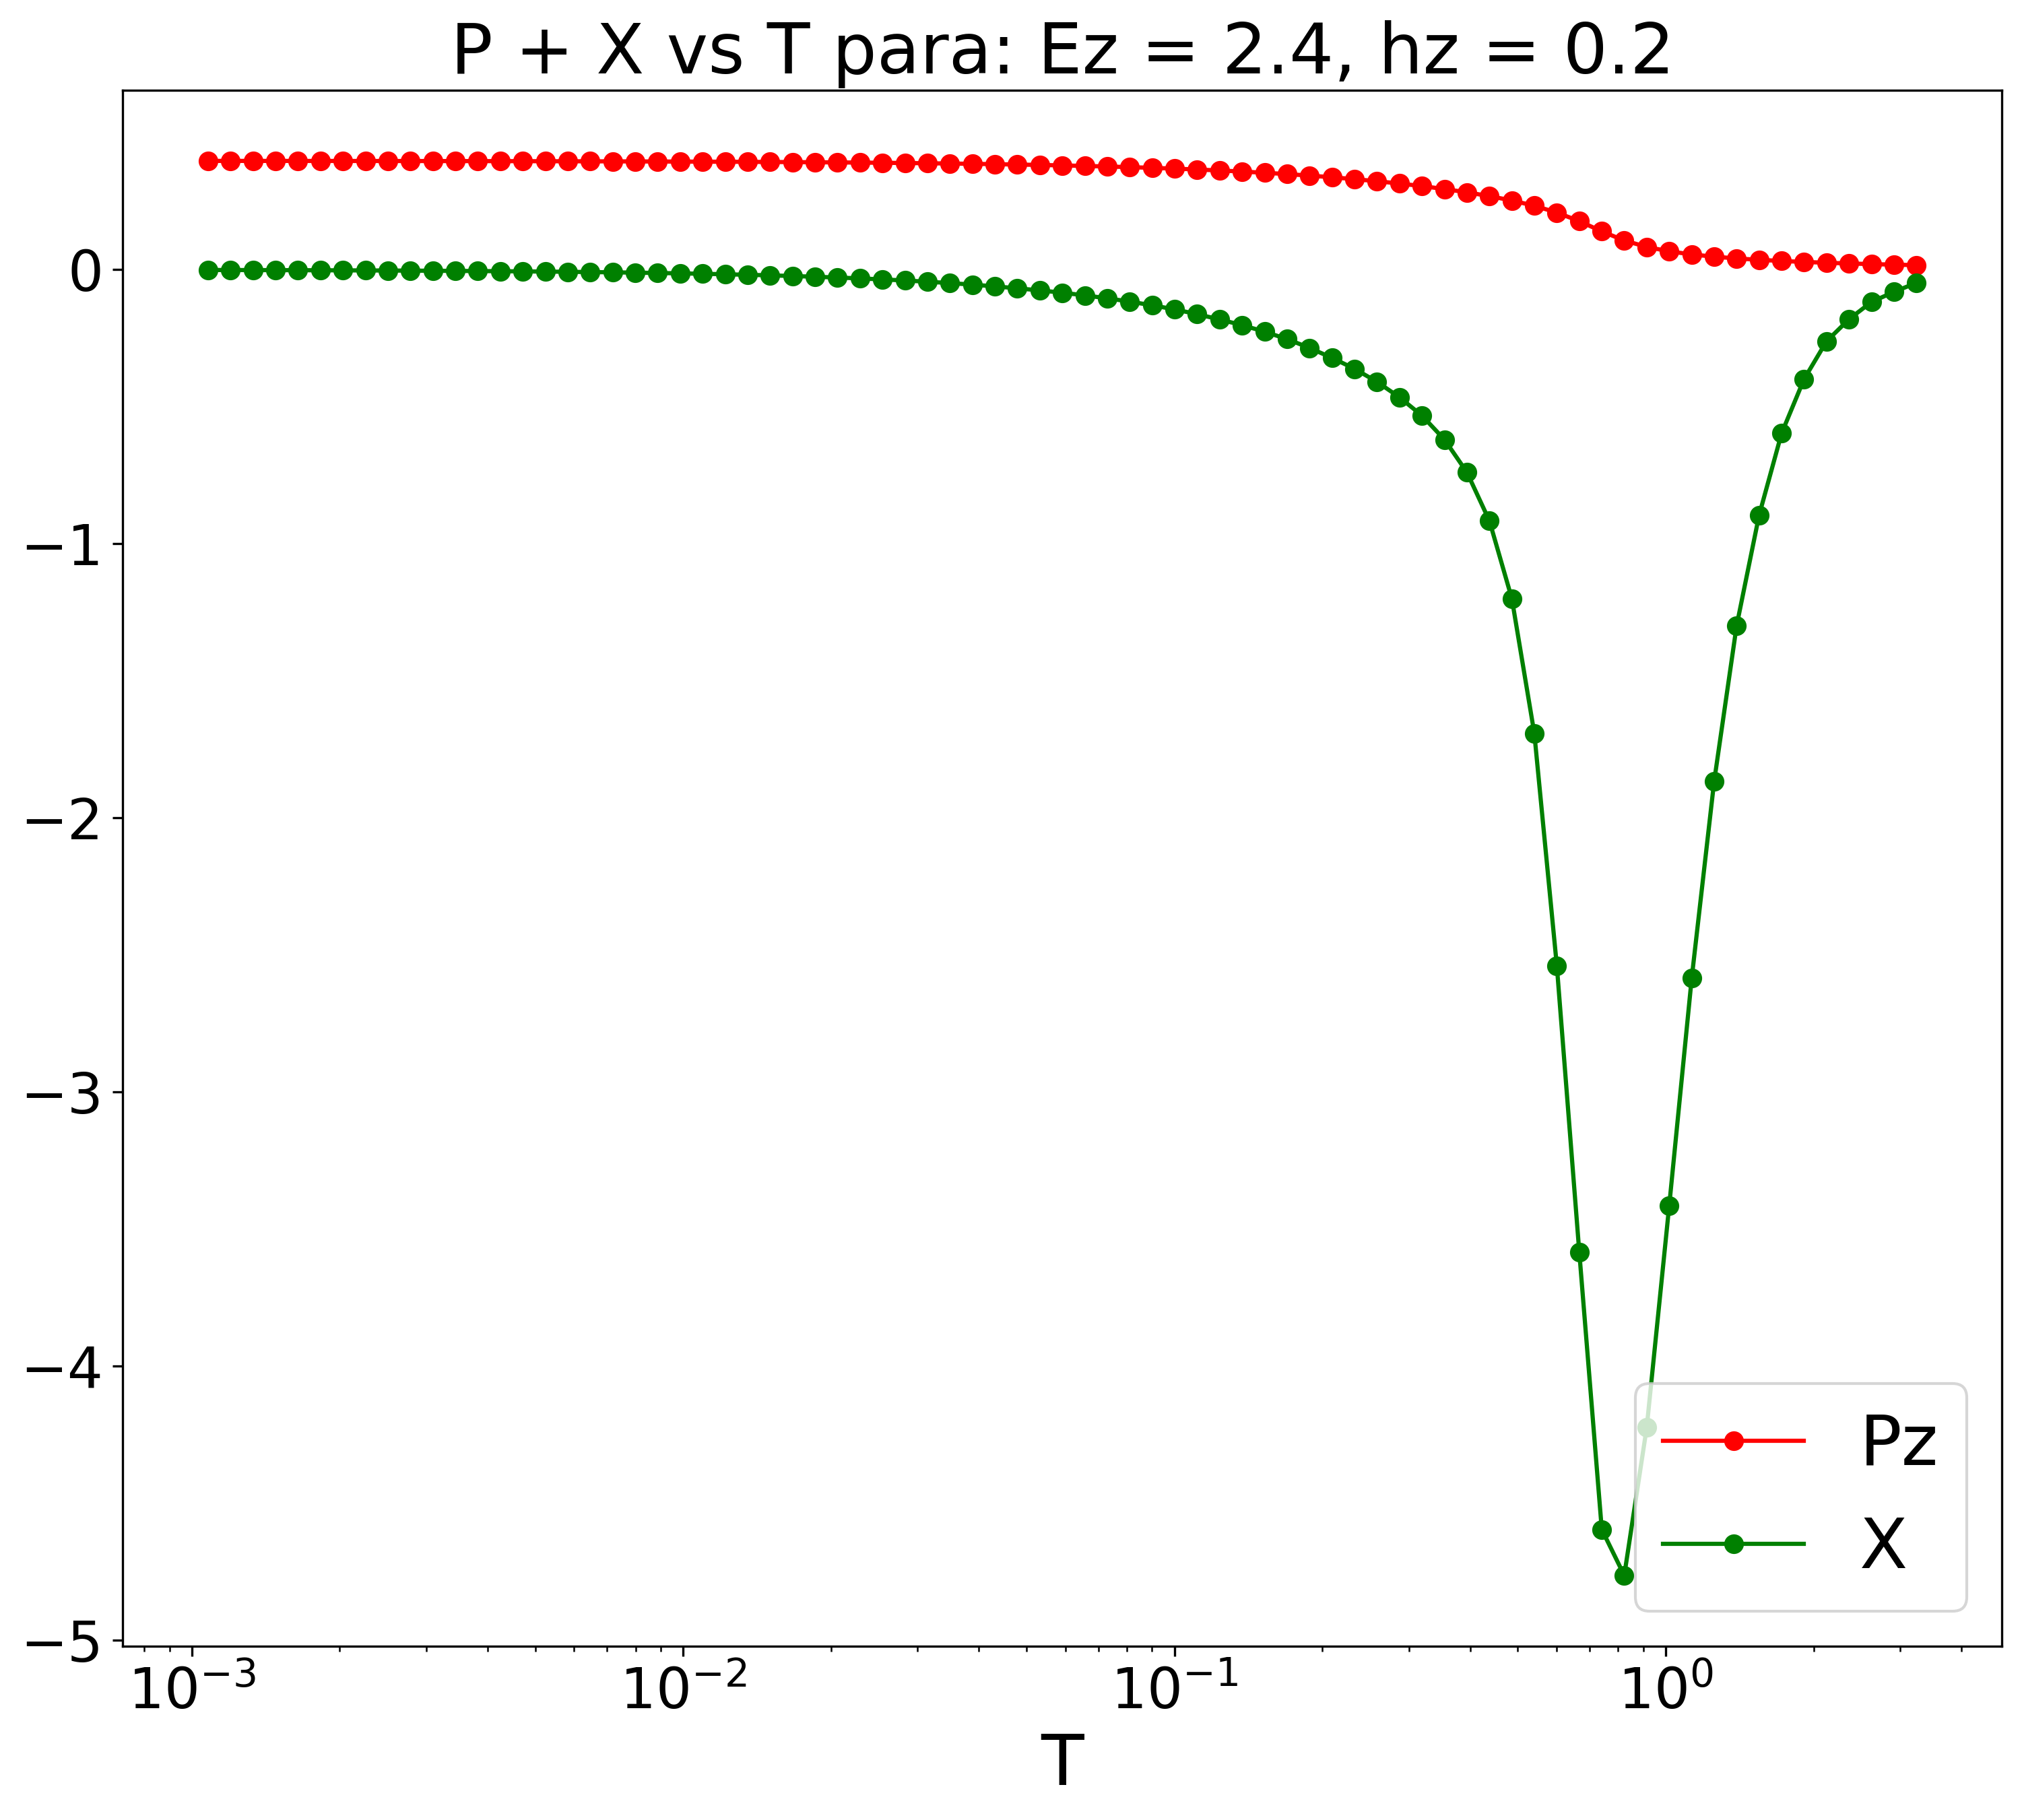 P + X vs T para: Ez = 2.4, hz = 0.2
0
−1
−2
−3
−4
−5
10⁻³ 10⁻² 10⁻¹ 10⁰
T
Pz
X